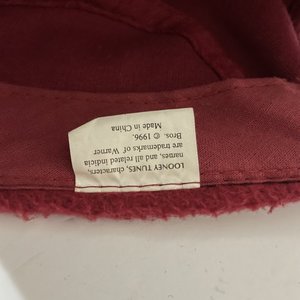 LOONEY TUNES, characters,
names, and all related indicia
are trademarks of Warner
Bros. © 1996.
Made in China